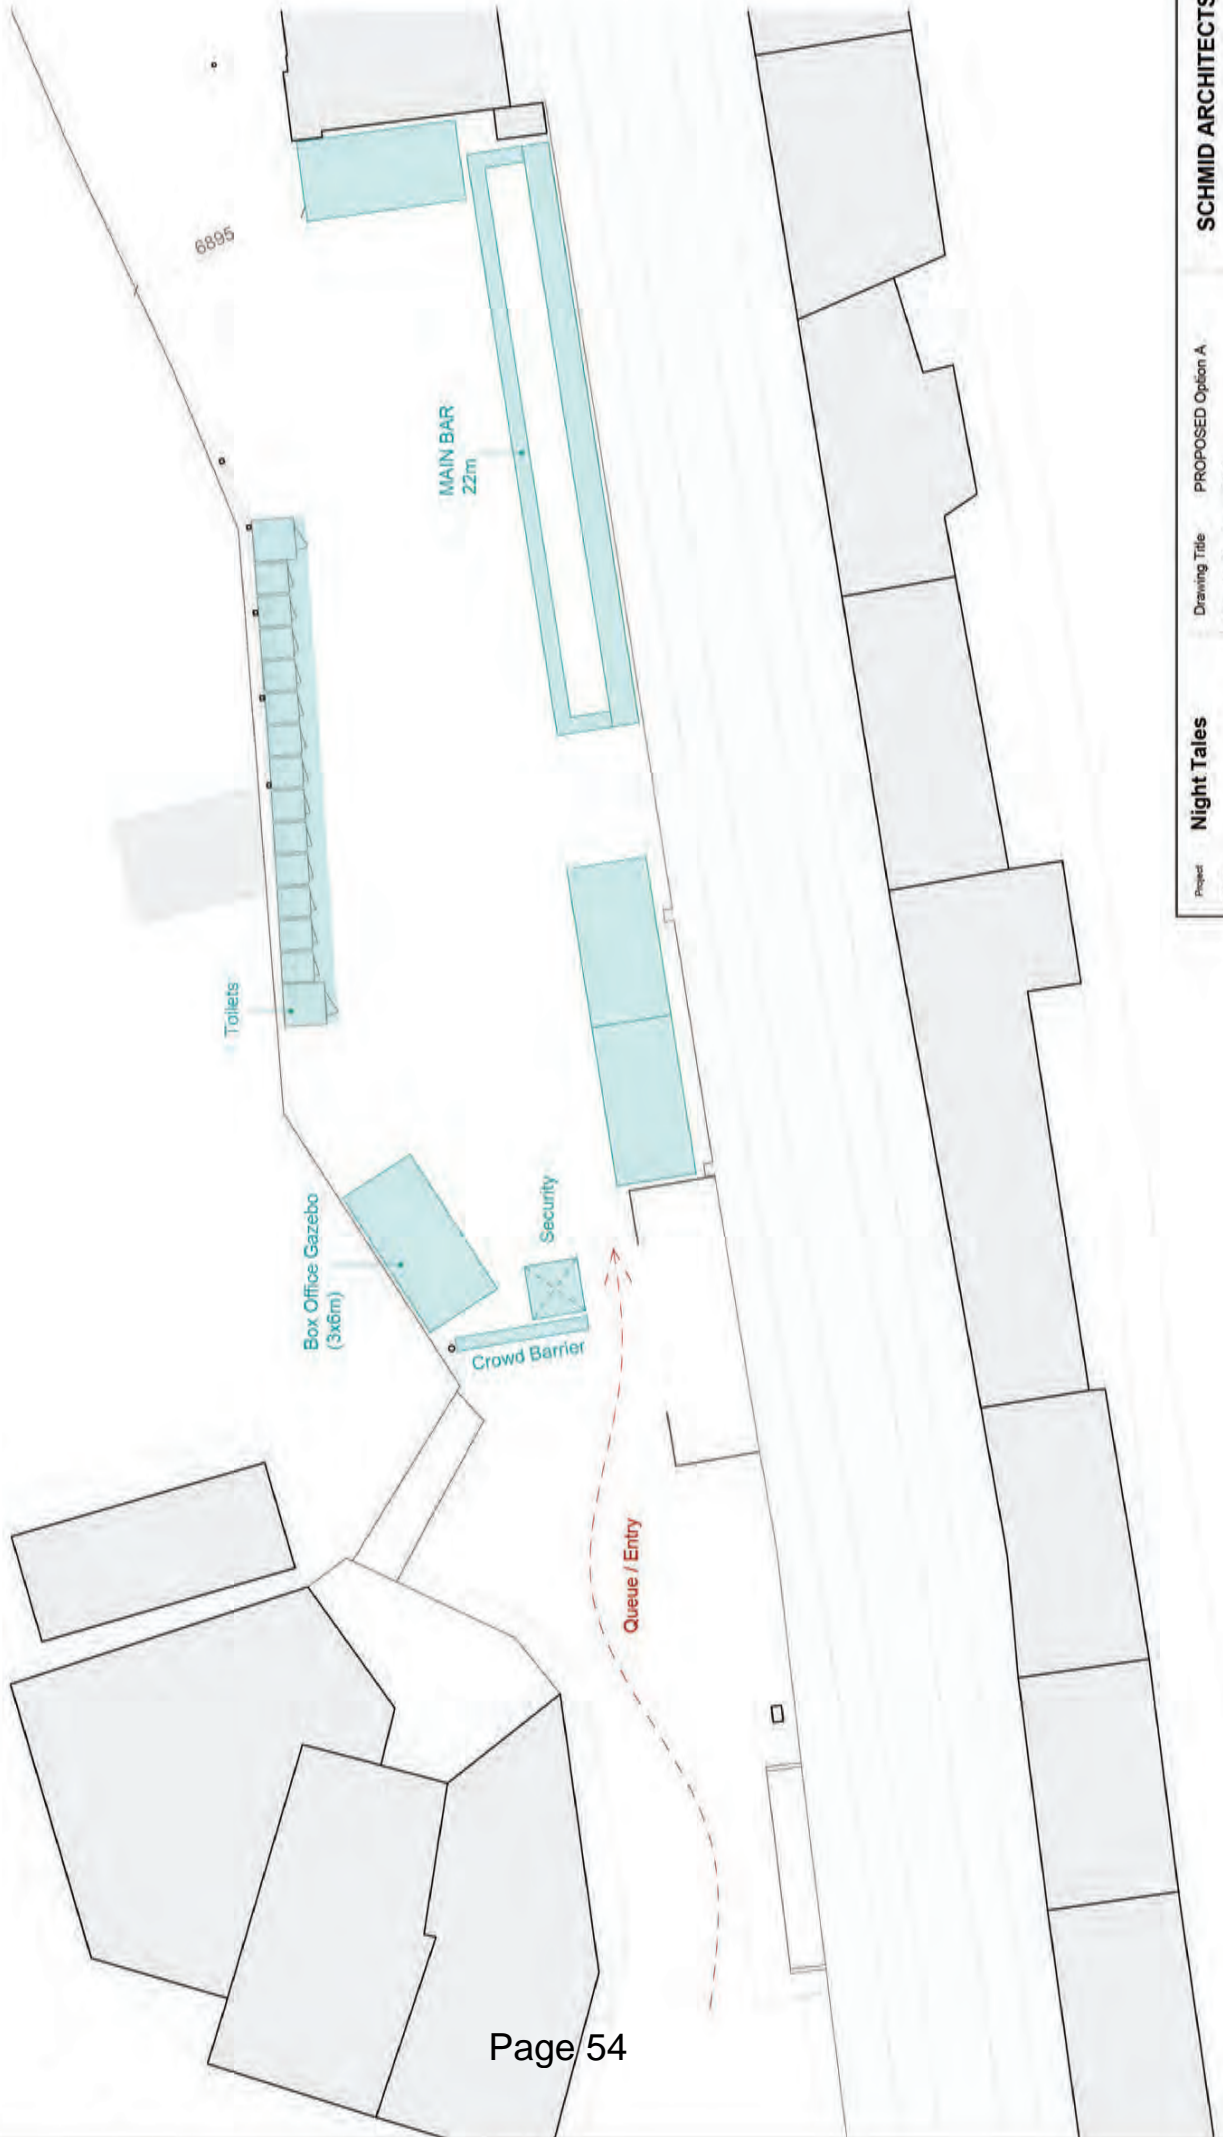 6895
MAIN BAR
22m
Toilets
Box Office Gazebo
(3x6m)
Security
Crowd Barrier
Queue / Entry
Project
Night Tales
Drawing Title
PROPOSED Option A
SCHMID ARCHITECTS
Page 54